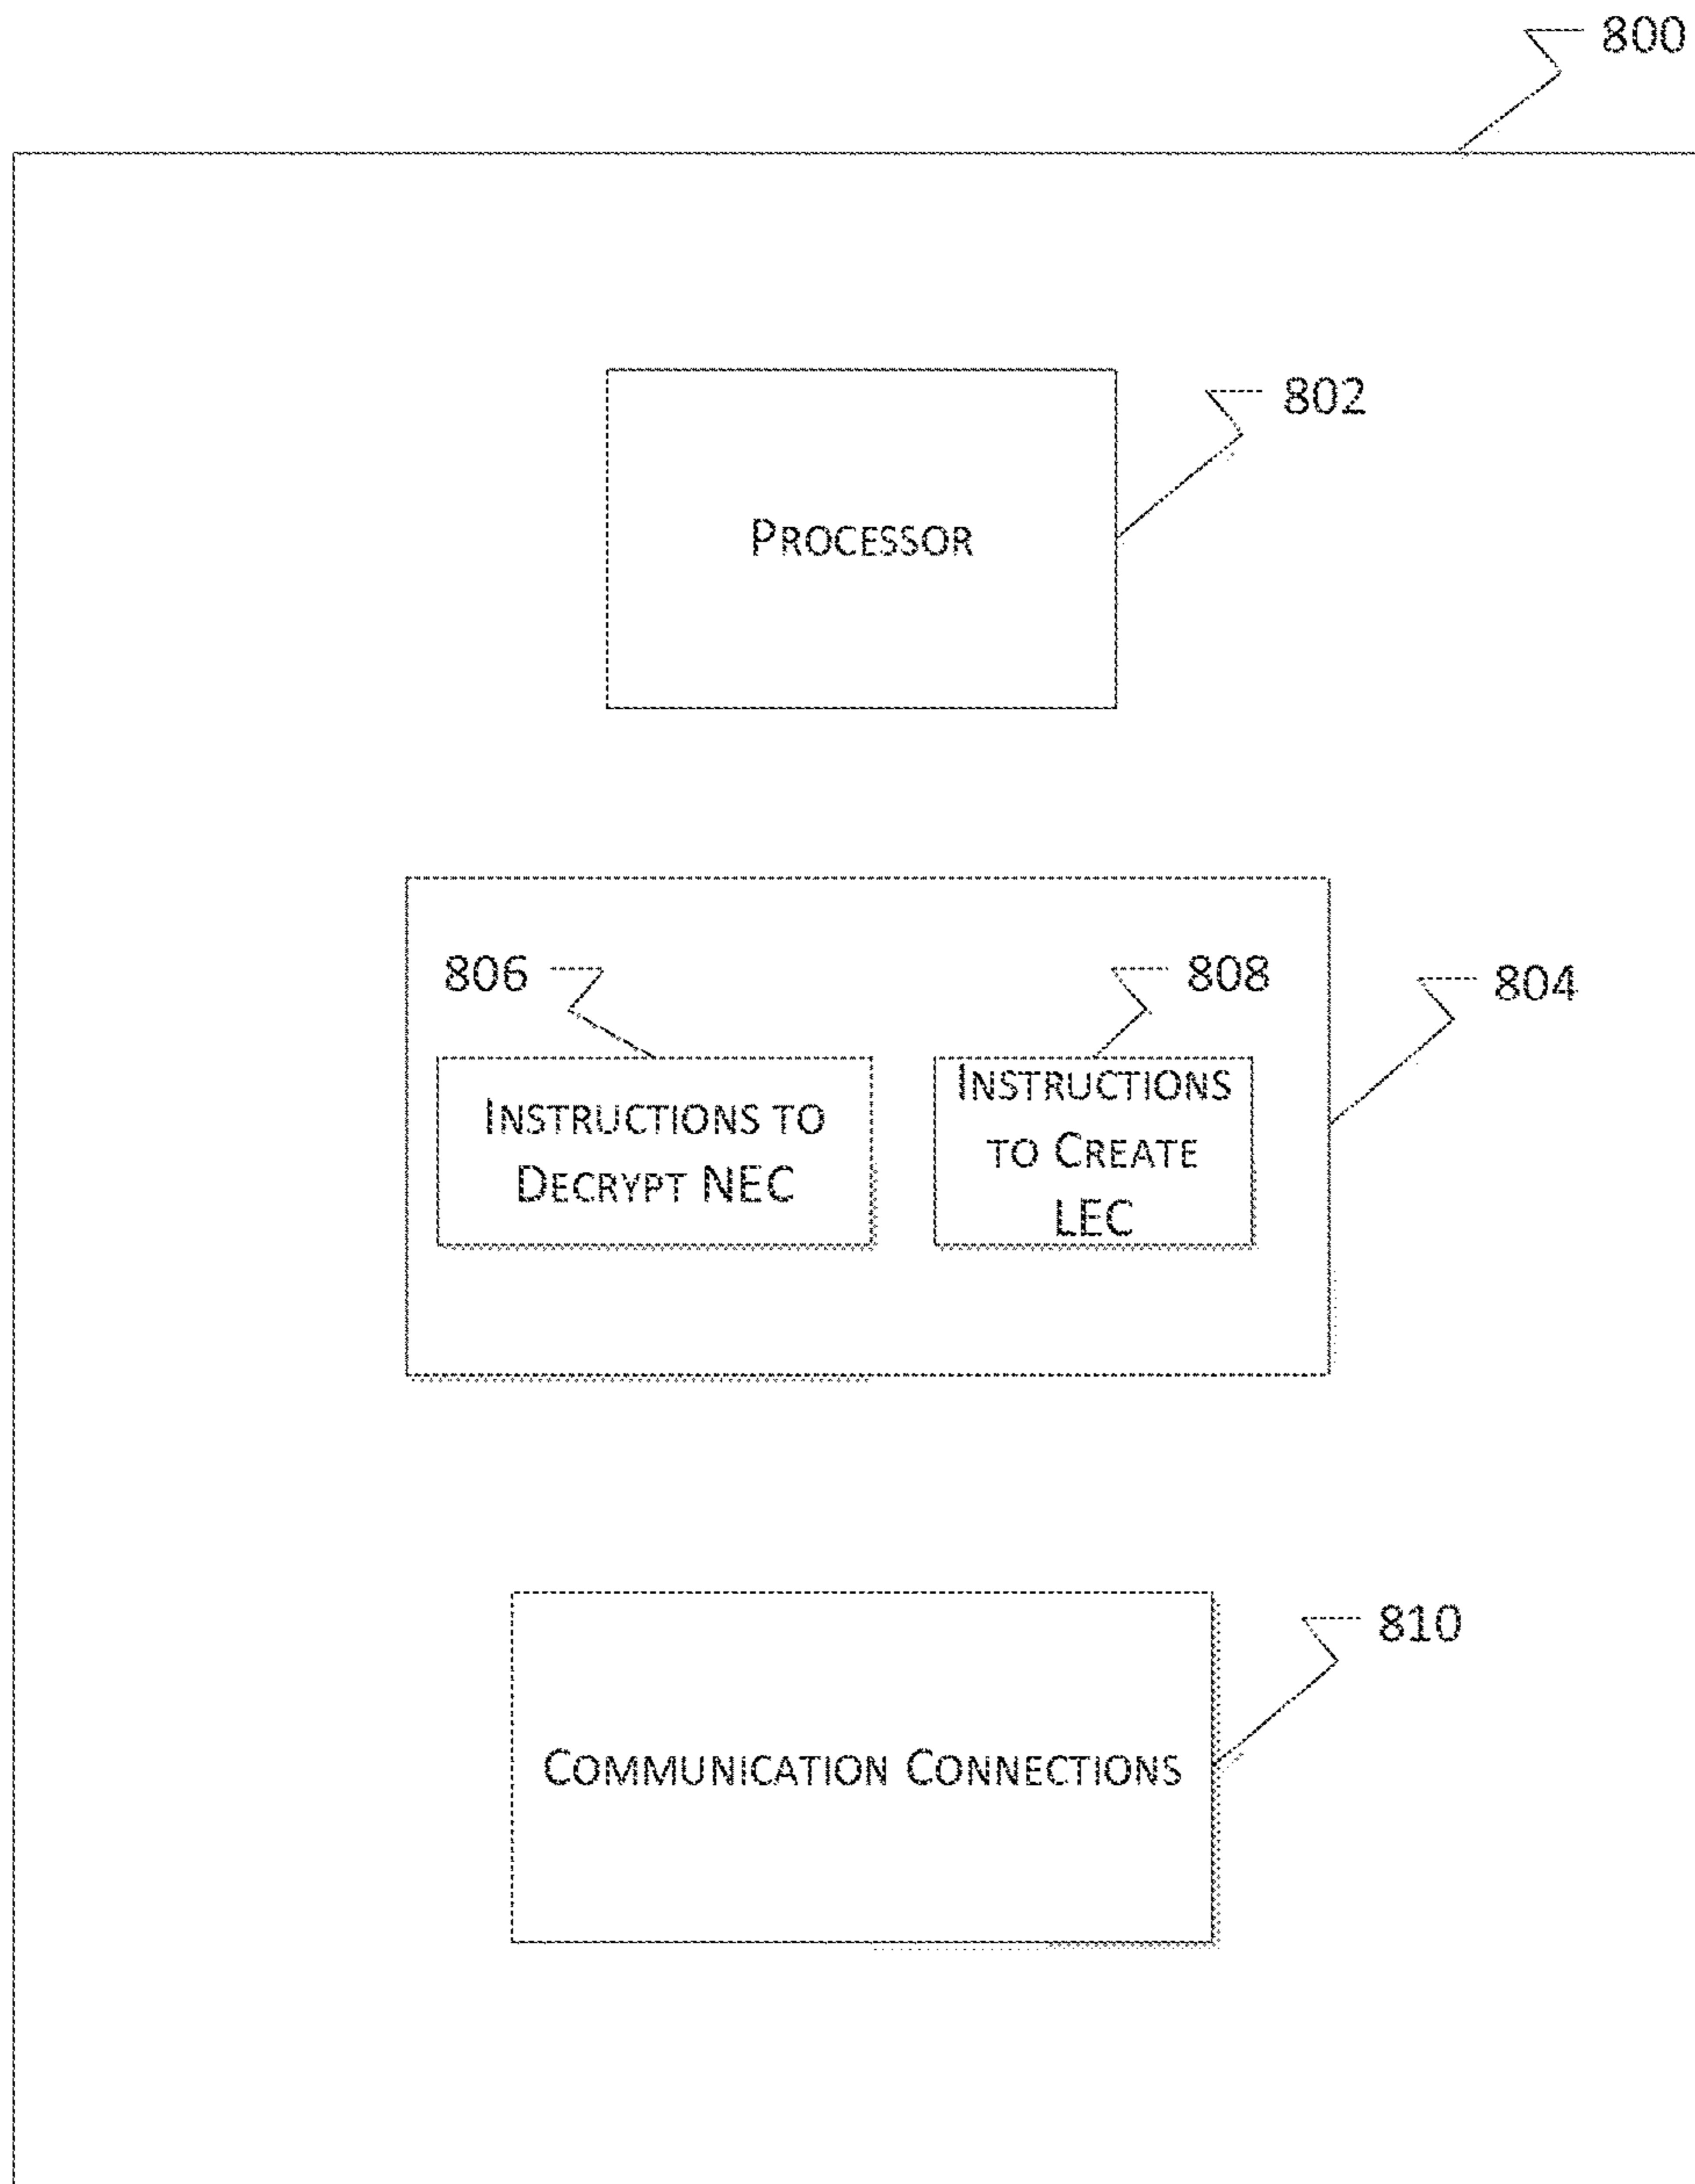 800
802
PROCESSOR
806
808
804
INSTRUCTIONS TO
DECRYPT NEC
INSTRUCTIONS
TO CREATE
LEC
810
COMMUNICATION CONNECTIONS